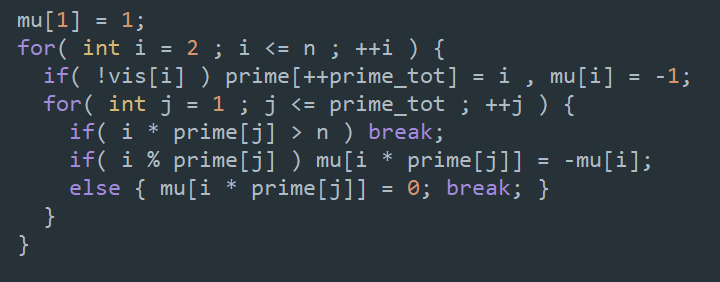 mu[1] = 1;
for( int i = 2 ; i <= n ; ++i ) {
  if( !vis[i] ) prime[++prime_tot] = i , mu[i] = -1;
  for( int j = 1 ; j <= prime_tot ; ++j ) {
    if( i * prime[j] > n ) break;
    if( i % prime[j] ) mu[i * prime[j]] = -mu[i];
    else { mu[i * prime[j]] = 0; break; }
  }
}